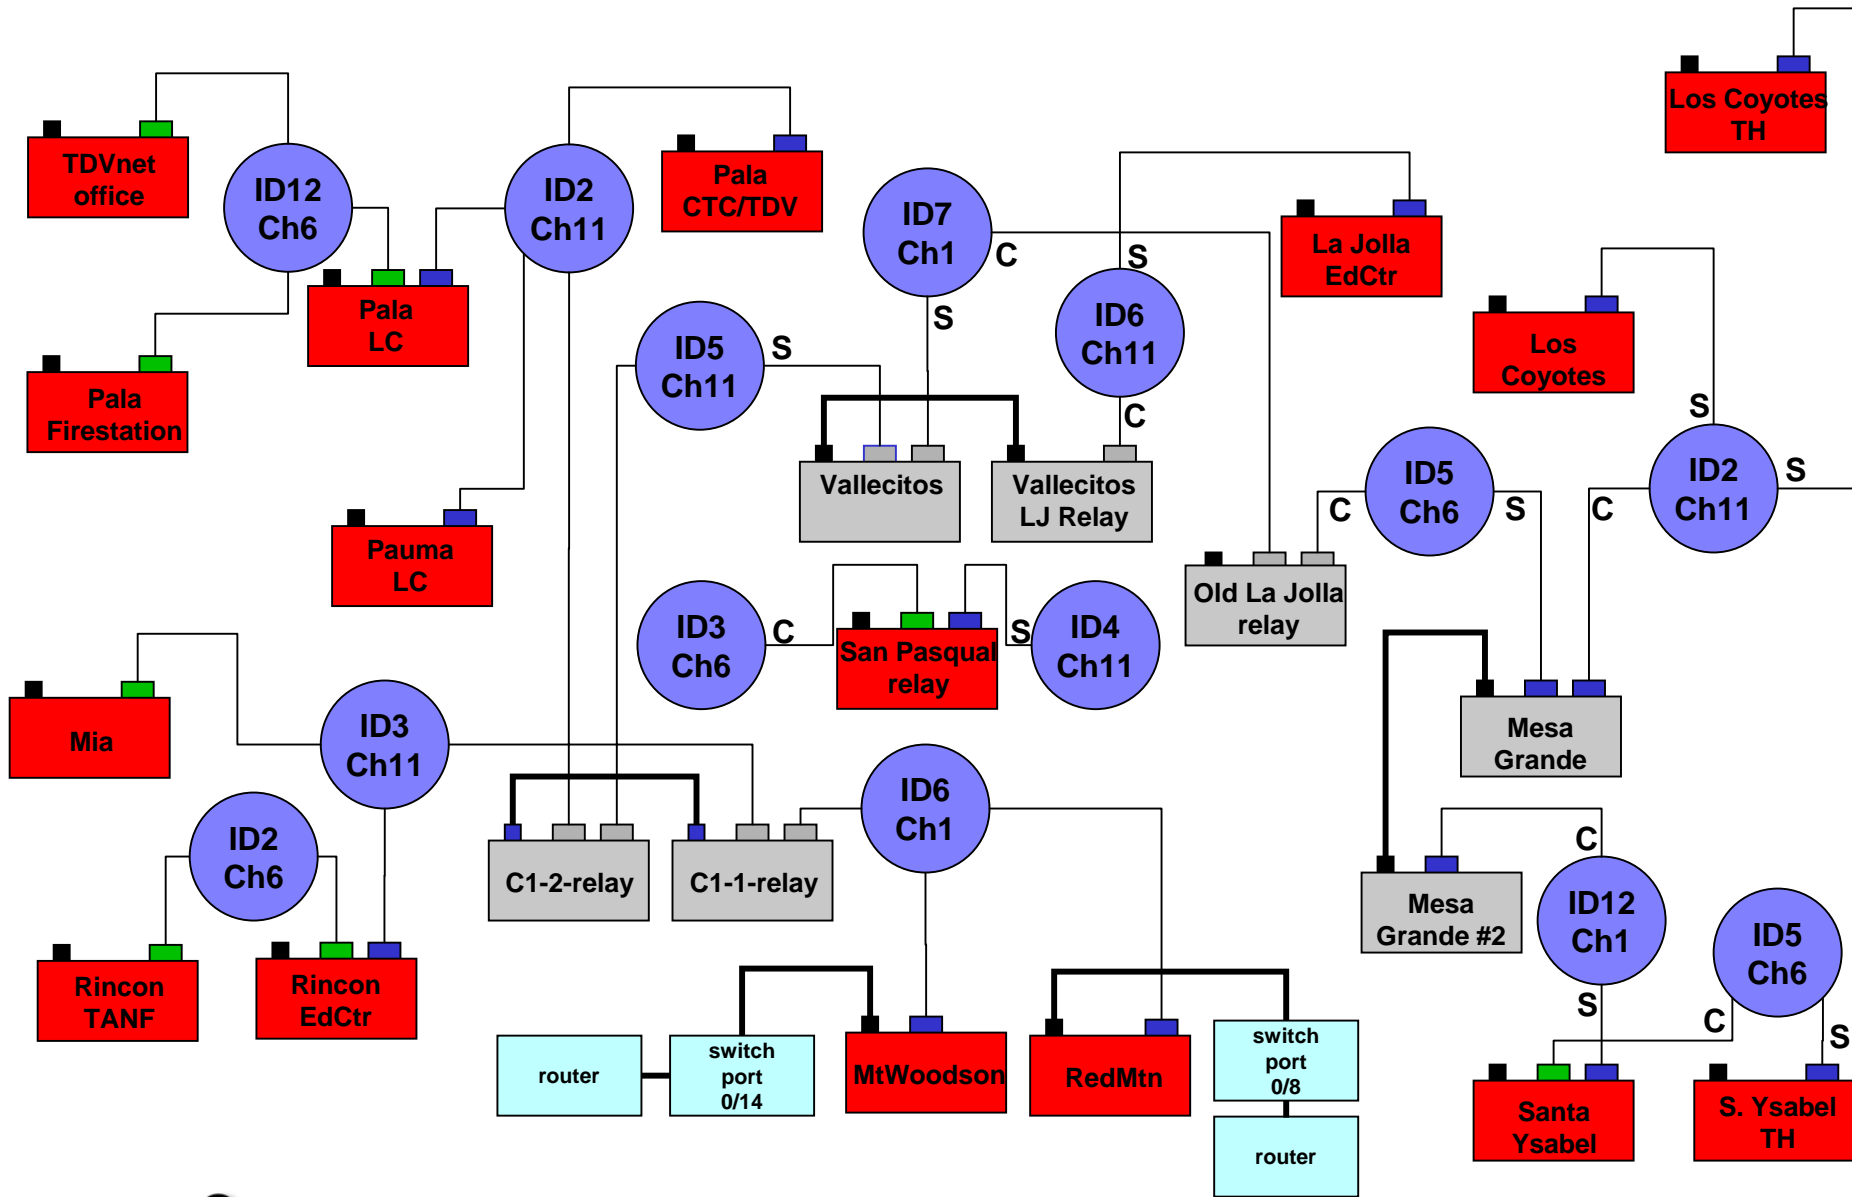 Los Coyotes
TH
TDVnet
office
ID12
Ch6
ID2
Ch11
Pala
CTC/TDV
ID7
Ch1
C
S
S
La Jolla
EdCtr
Pala
LC
ID5
Ch11
S
ID6
Ch11
C
Los
Coyotes
Pala
Firestation
S
ID5
Ch6
C
S
ID2
Ch11
C
S
Vallecitos
Vallecitos
LJ Relay
Pauma
LC
Old La Jolla
relay
ID3
Ch6
C
San Pasqual
relay
S
ID4
Ch11
Mia
ID3
Ch11
Mesa
Grande
ID6
Ch1
ID2
Ch6
C1-2-relay
C1-1-relay
C
Mesa
Grande #2
ID12
Ch1
S
ID5
Ch6
C
S
Rincon
TANF
Rincon
EdCtr
router
switch
port
0/14
MtWoodson
RedMtn
switch
port
0/8
router
Santa
Ysabel
S. Ysabel
TH